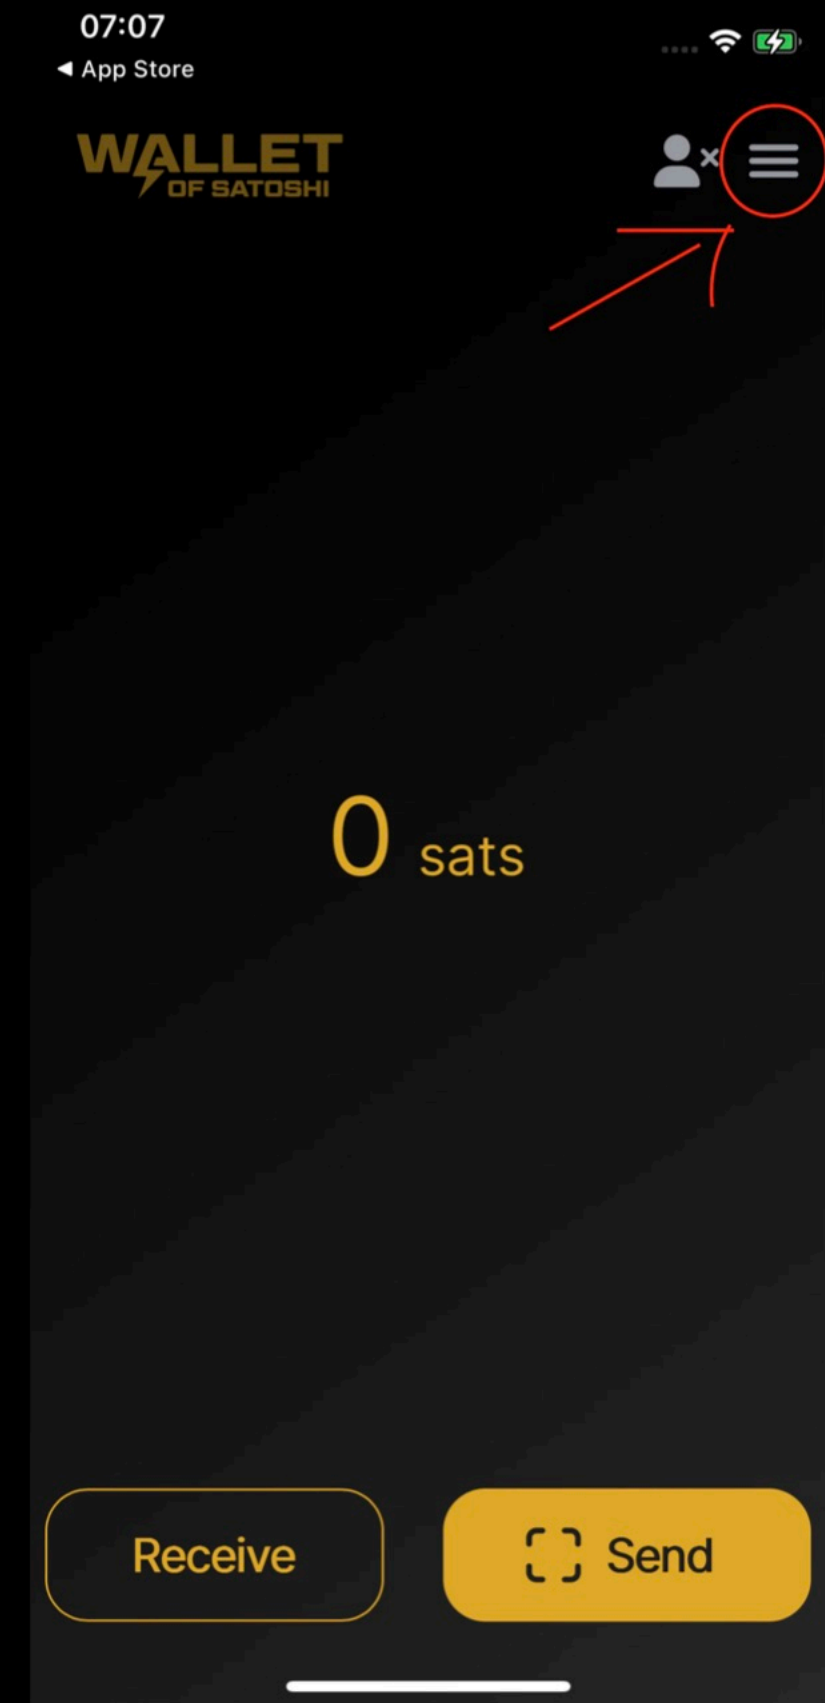 07:07
◀ App Store
WALLET
OF SATOSHI
0 sats
Receive
Send